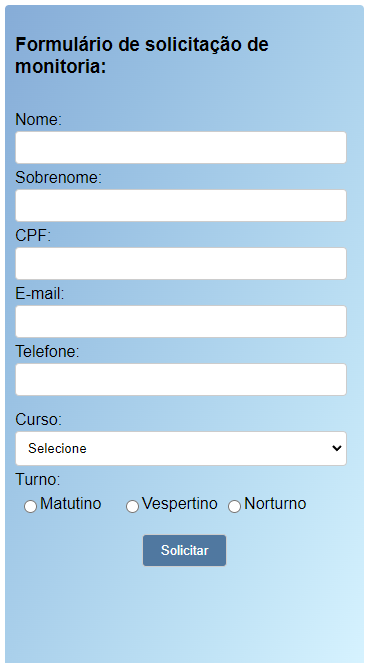 Formulário de solicitação de
monitoria:
Nome:
Sobrenome:
CPF:
E-mail:
Telefone:
Curso:
Selecione
Turno:
Matutino Vespertino Norturno
Solicitar